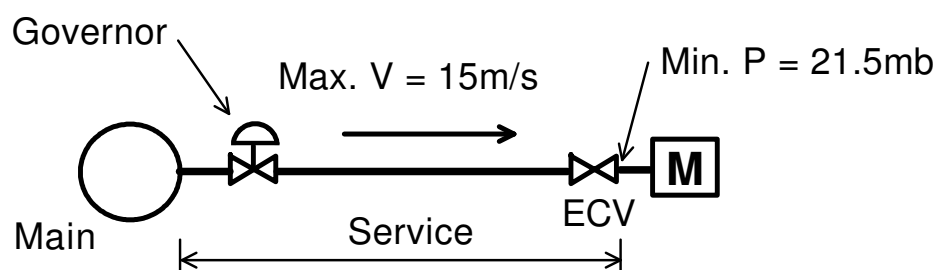 Governor
Max. V = 15m/s
Min. P = 21.5mb
M
ECV
Main
Service